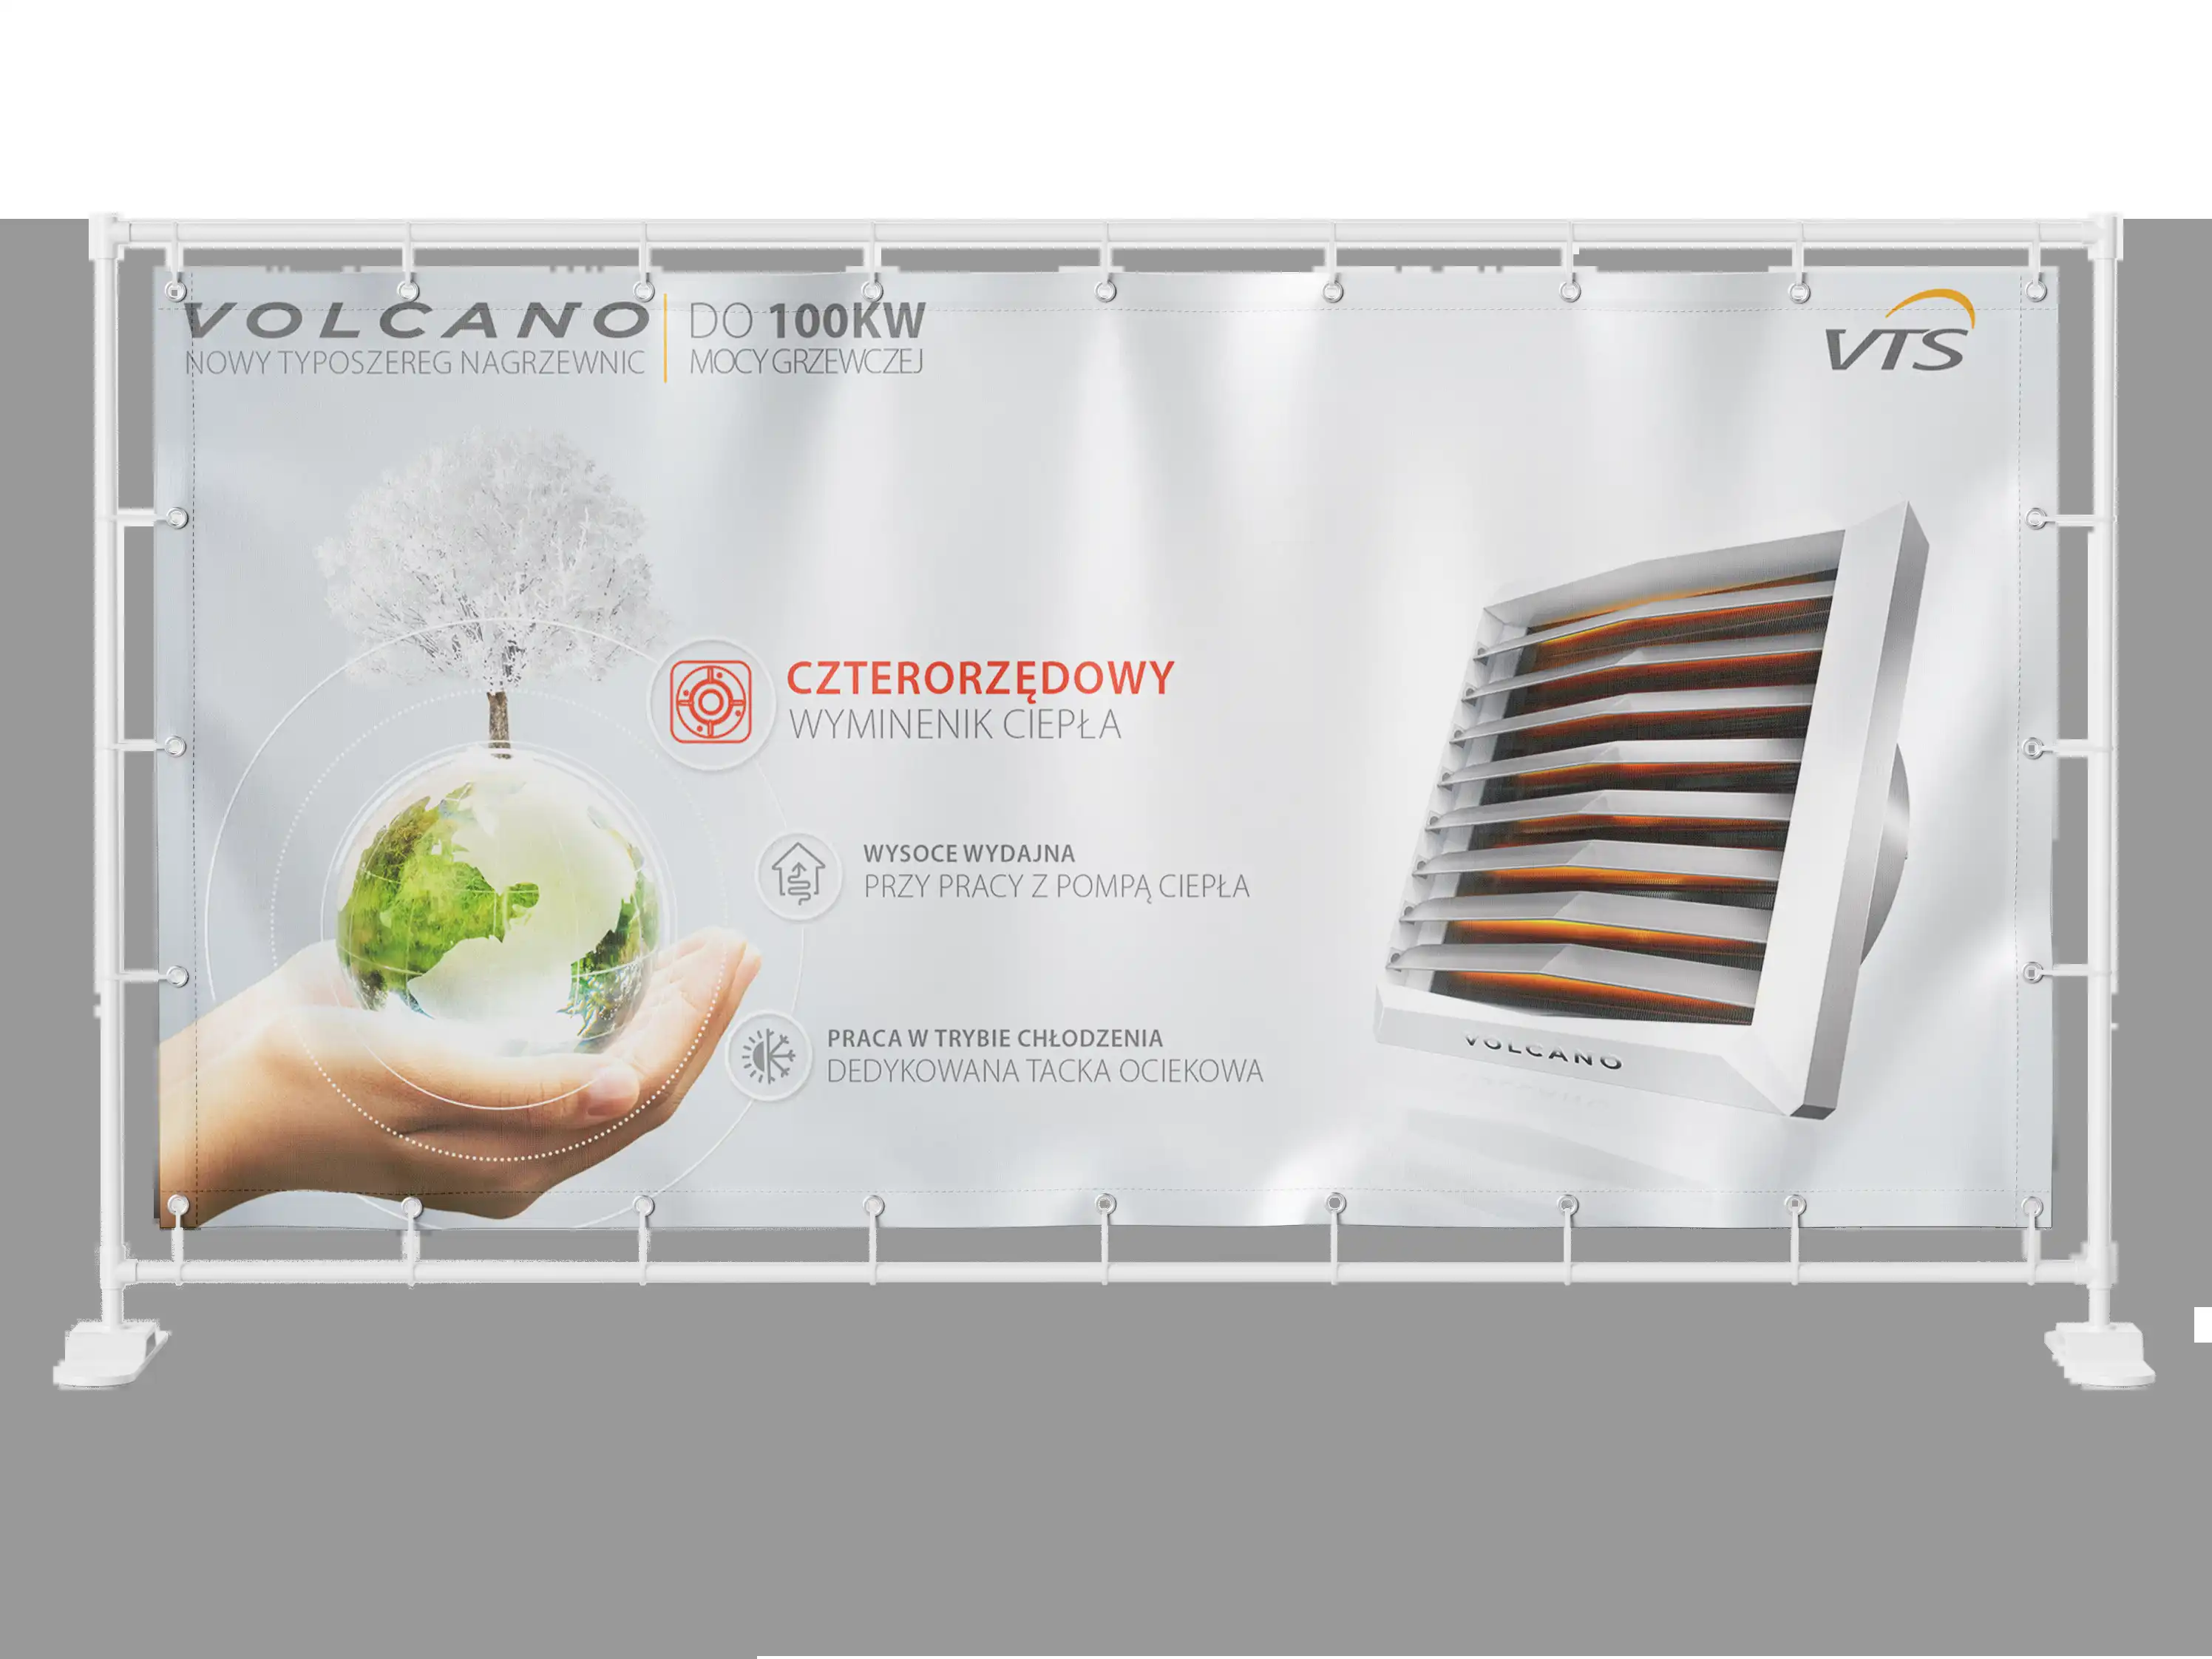 VOLCANO
NOWY TYPOSZEREG NAGRZEWNIC
DO 100KW
MOCY GRZEWCZEJ
VTS
CZTERORZĘDOWY
WYMINENIK CIEPŁA
WYSOCE WYDAJNA
PRZY PRACY Z POMPĄ CIEPŁA
PRACA W TRYBIE CHŁODZENIA
DEDYKOWANA TACKA OCIEKOWA
VOLCANO